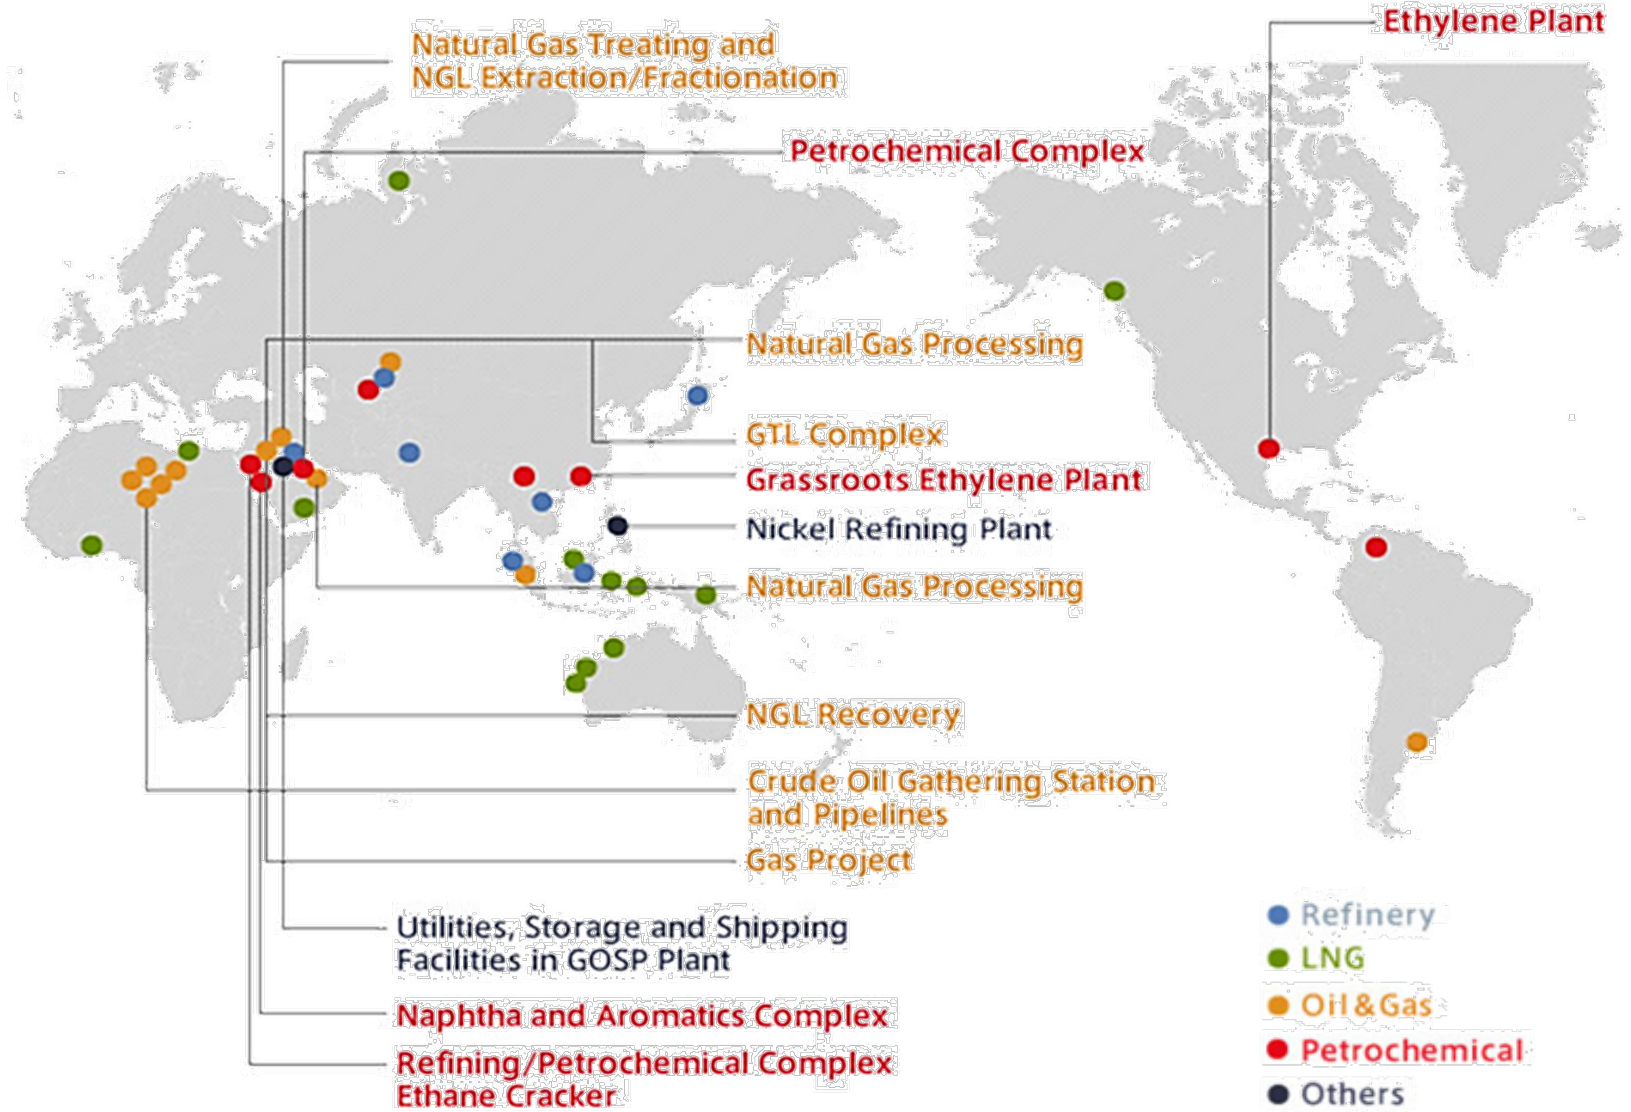 Ethylene Plant
Natural Gas Treating and
NGL Extraction/Fractionation
Petrochemical Complex
Natural Gas Processing
GTL Complex
Grassroots Ethylene Plant
Nickel Refining Plant
Natural Gas Processing
NGL Recovery
Crude Oil Gathering Station
and Pipelines
Gas Project
Utilities, Storage and Shipping
Facilities in GOSP Plant
Naphtha and Aromatics Complex
Refining/Petrochemical Complex
Ethane Cracker
Refinery
LNG
Oil&Gas
Petrochemical
Others